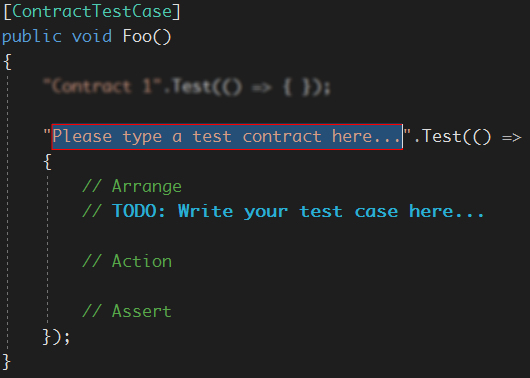 [ContractTestCase]
public void Foo()
{
"Contract 1".Test(() => { });
"Please type a test contract here...".Test(() =>
{
// Arrange
// TODO: Write your test case here...
// Action
// Assert
});
}